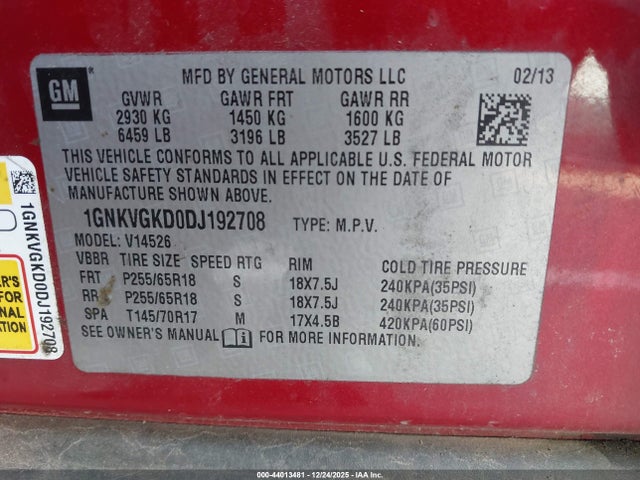 GM
MFD BY GENERAL MOTORS LLC 02/13
GVWR GAWR FRT GAWR RR
2930 KG 1450 KG 1600 KG
6459 LB 3196 LB 3527 LB
THIS VEHICLE CONFORMS TO ALL APPLICABLE U.S. FEDERAL MOTOR
VEHICLE SAFETY STANDARDS IN EFFECT ON THE DATE OF
MANUFACTURE SHOWN ABOVE.
1GNKVGKD0DJ192708 TYPE: M.P.V.
MODEL: V14526
VBBR TIRE SIZE SPEED RTG RIM COLD TIRE PRESSURE
FRT P255/65R18 S 18X7.5J 240KPA(35PSI)
RR P255/65R18 S 18X7.5J 240KPA(35PSI)
SPA T145/70R17 M 17X4.5B 420KPA(60PSI)
SEE OWNER'S MANUAL FOR MORE INFORMATION.
1GNKVGKD0DJ192708
ER'S
FOR
NAL
TION
000-44013481 - 12/24/2025 - IAA Inc.